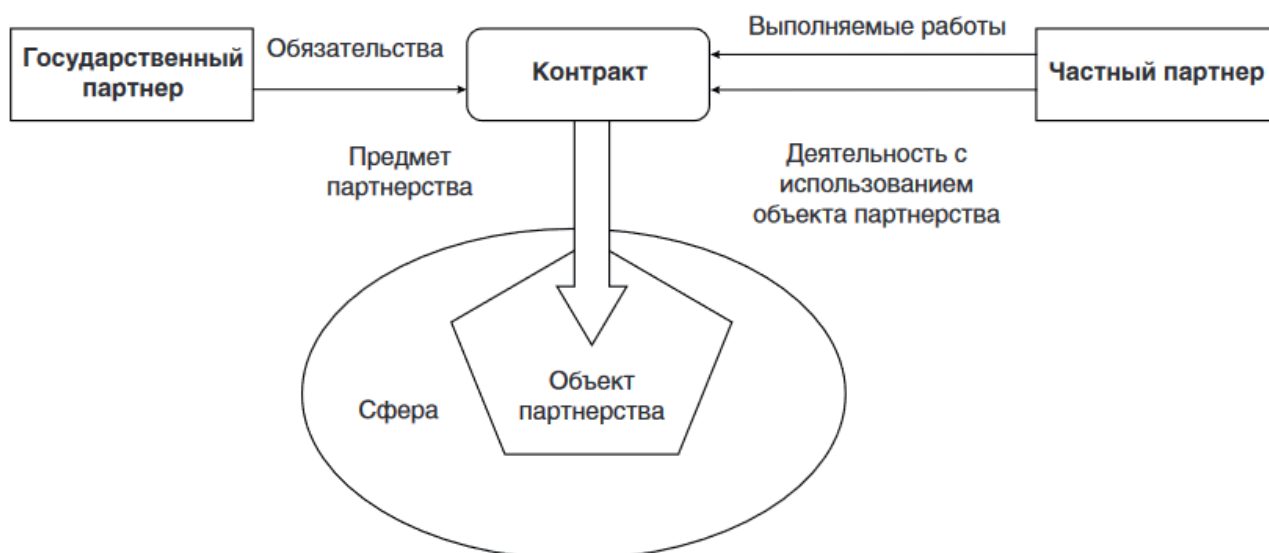 Государственный
партнер
Обязательства
Контракт
Выполняемые работы
Частный партнер
Предмет
партнерства
Деятельность с
использованием
объекта партнерства
Сфера
Объект
партнерства